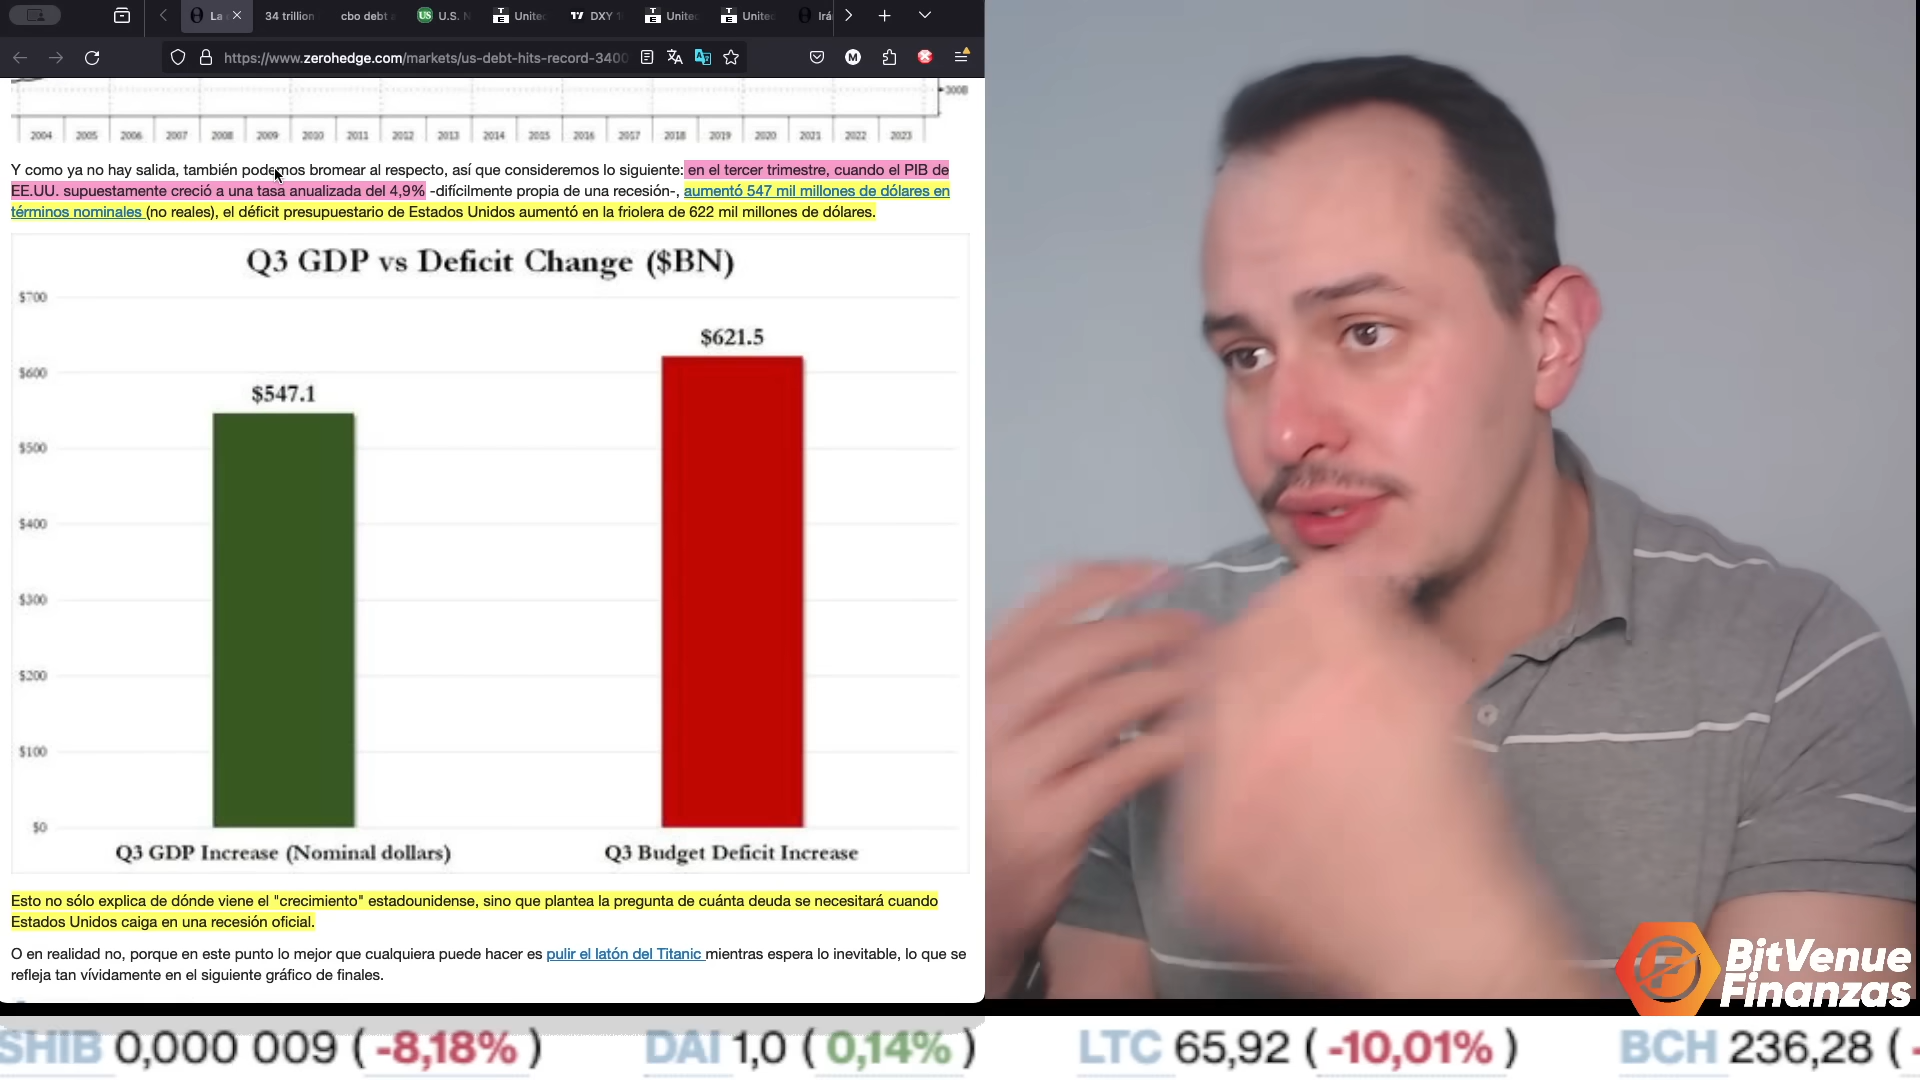 La
34 trillion
cbo debt
US U.S. N
United
DXY 1
United
United
Irá
https://www.zerohedge.com/markets/us-debt-hits-record-3400
300B
2004 2005 2006 2007 2008 2009 2010 2011 2012 2013 2014 2015 2016 2017 2018 2019 2020 2021 2022 2023
Y como ya no hay salida, también podemos bromear al respecto, así que consideremos lo siguiente: en el tercer trimestre, cuando el PIB de
EE.UU. supuestamente creció a una tasa anualizada del 4,9% -difícilmente propia de una recesión-, aumentó 547 mil millones de dólares en
términos nominales (no reales), el déficit presupuestario de Estados Unidos aumentó en la friolera de 622 mil millones de dólares.
Q3 GDP vs Deficit Change ($BN)
$700
$621.5
$600
$547.1
$500
$400
$300
$200
$100
$0
Q3 GDP Increase (Nominal dollars) Q3 Budget Deficit Increase
Esto no sólo explica de dónde viene el "crecimiento" estadounidense, sino que plantea la pregunta de cuánta deuda se necesitará cuando
Estados Unidos caiga en una recesión oficial.
O en realidad no, porque en este punto lo mejor que cualquiera puede hacer es pulir el latón del Titanic mientras espera lo inevitable, lo que se
refleja tan vívidamente en el siguiente gráfico de finales.
BitVenue
Finanzas
SHIB 0,000 009 ( -8,18% ) DAI 1,0 ( 0,14% ) LTC 65,92 ( -10,01% ) BCH 236,28 ( -